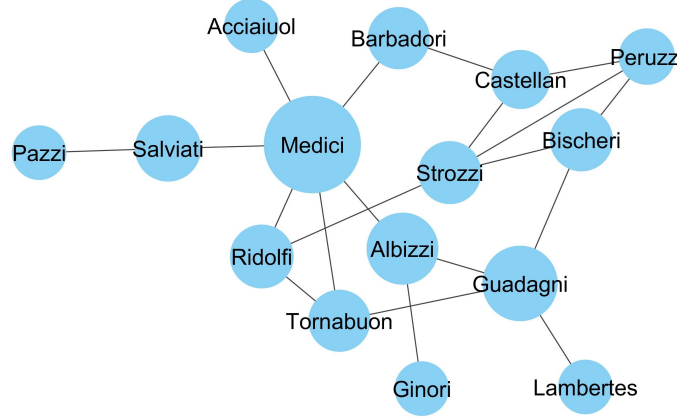 Acciaiuol
Barbadori
Peruzz
Castellan
Medici
Bischeri
Pazzi
Salviati
Strozzi
Ridolfi
Albizzi
Guadagni
Tornabuon
Ginori
Lambertes